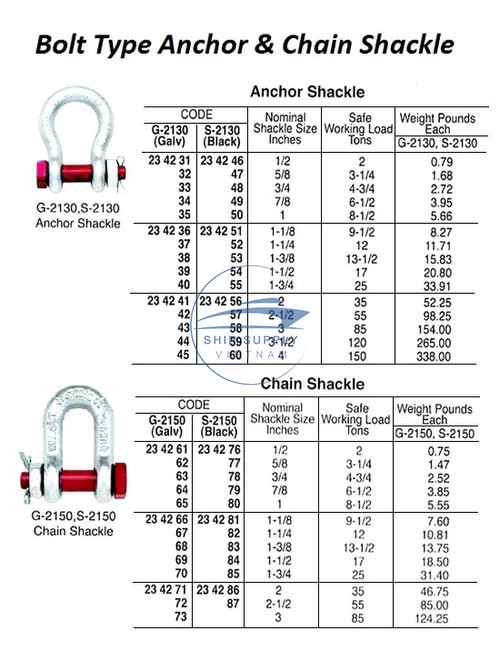 Bolt Type Anchor & Chain Shackle
Anchor Shackle
CODE Nominal Shackle Size Inches Safe Working Load Tons Weight Pounds Each
G-2130 (Galv) S-2130 (Black) G-2130, S-2130
23 42 31 23 42 46 1/2 2 0.79
32 47 5/8 3-1/4 1.68
33 48 3/4 4-3/4 2.72
34 49 7/8 6-1/2 3.95
35 50 1 8-1/2 5.66
23 42 36 23 42 51 1-1/8 9-1/2 8.27
37 52 1-1/4 12 11.71
38 53 1-3/8 13-1/2 15.83
39 54 1-1/2 17 20.80
40 55 1-3/4 25 33.91
23 42 41 23 42 56 2 35 52.25
42 57 2-1/2 55 98.25
43 58 3 85 154.00
44 59 3-1/2 120 265.00
45 60 4 150 338.00
G-2130,S-2130
Anchor Shackle
SHIP SUPPLY
VIETNAM
Chain Shackle
CODE Nominal Shackle Size Inches Safe Working Load Tons Weight Pounds Each
G-2150 (Galv) S-2150 (Black) G-2150, S-2150
23 42 61 23 42 76 1/2 2 0.75
62 77 5/8 3-1/4 1.47
63 78 3/4 4-3/4 2.52
64 79 7/8 6-1/2 3.85
65 80 1 8-1/2 5.55
23 42 66 23 42 81 1-1/8 9-1/2 7.60
67 82 1-1/4 12 10.81
68 83 1-3/8 13-1/2 13.75
69 84 1-1/2 17 18.50
70 85 1-3/4 25 31.40
23 42 71 23 42 86 2 35 46.75
72 87 2-1/2 55 85.00
73 3 85 124.25
G-2150,S-2150
Chain Shackle